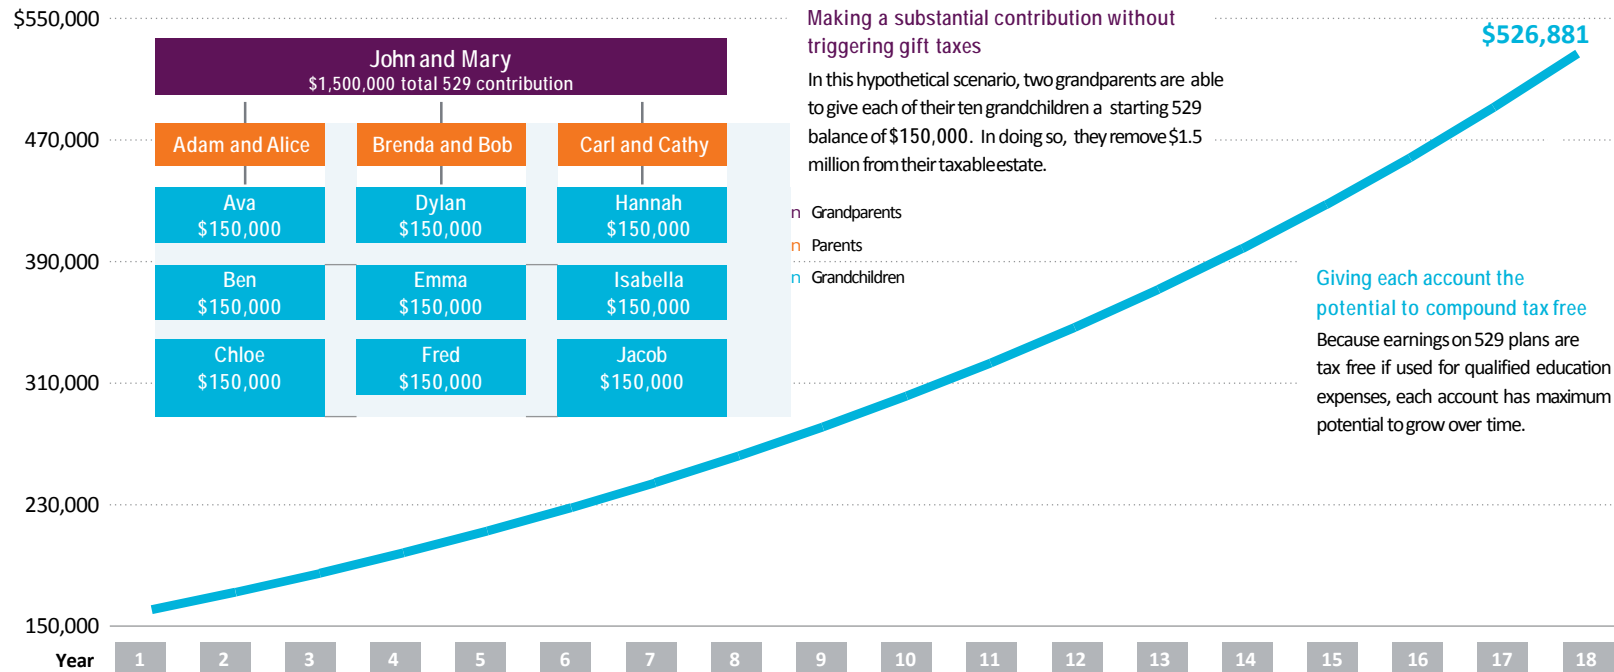 $550,000
470,000
390,000
310,000
230,000
150,000
John and Mary
$1,500,000 total 529 contribution
Adam and Alice
Brenda and Bob
Carl and Cathy
Ava
$150,000
Dylan
$150,000
Hannah
$150,000
Ben
$150,000
Emma
$150,000
Isabella
$150,000
Chloe
$150,000
Fred
$150,000
Jacob
$150,000
Making a substantial contribution without
triggering gift taxes
In this hypothetical scenario, two grandparents are able
to give each of their ten grandchildren a starting 529
balance of $150,000. In doing so, they remove $1.5
million from their taxable estate.
n Grandparents
n Parents
n Grandchildren
$526,881
Giving each account the
potential to compound tax free
Because earnings on 529 plans are
tax free if used for qualified education
expenses, each account has maximum
potential to grow over time.
Year 1 2 3 4 5 6 7 8 9 10 11 12 13 14 15 16 17 18